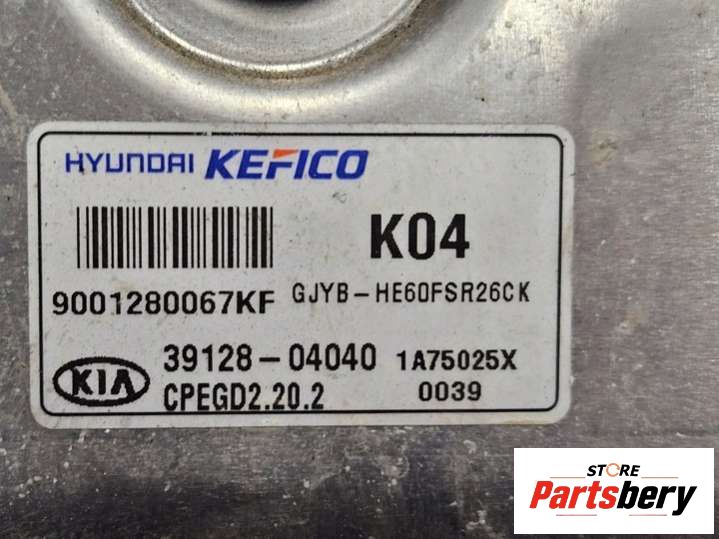 HYUNDAI KEFICO
K04
9001280067KF GJYB-HE60FSR26CK
KIA 39128-04040 1A75025X
CPEGD2.20.2 0039
STORE
Partsbery